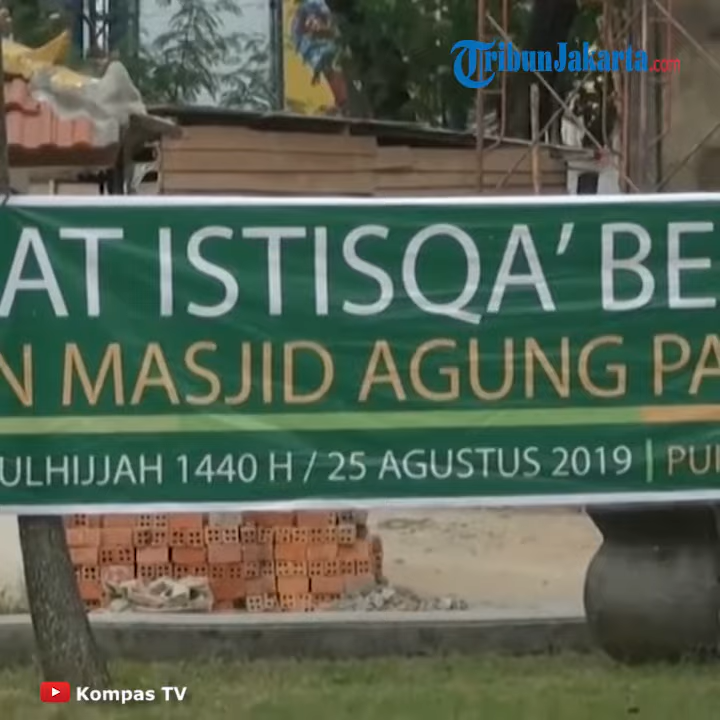 TribunJakarta.com
AT ISTISQA' BE
N MASJID AGUNG PA
ULHIJJAH 1440 H / 25 AGUSTUS 2019 | PU
Kompas TV